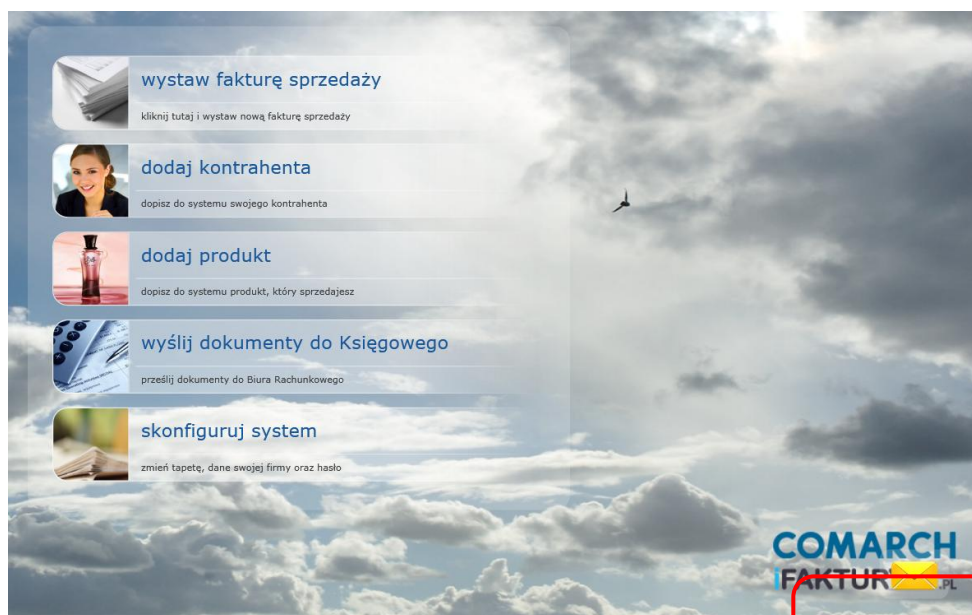 wystaw fakturę sprzedaży
kliknij tutaj i wystaw nową fakturę sprzedaży
dodaj kontrahenta
dopisz do systemu swojego kontrahenta
dodaj produkt
dopisz do systemu produkt, który sprzedajesz
wyślij dokumenty do Księgowego
prześlij dokumenty do Biura Rachunkowego
skonfiguruj system
zmień tapetę, dane swojej firmy oraz hasło
COMARCH
iFAKTURY.PL